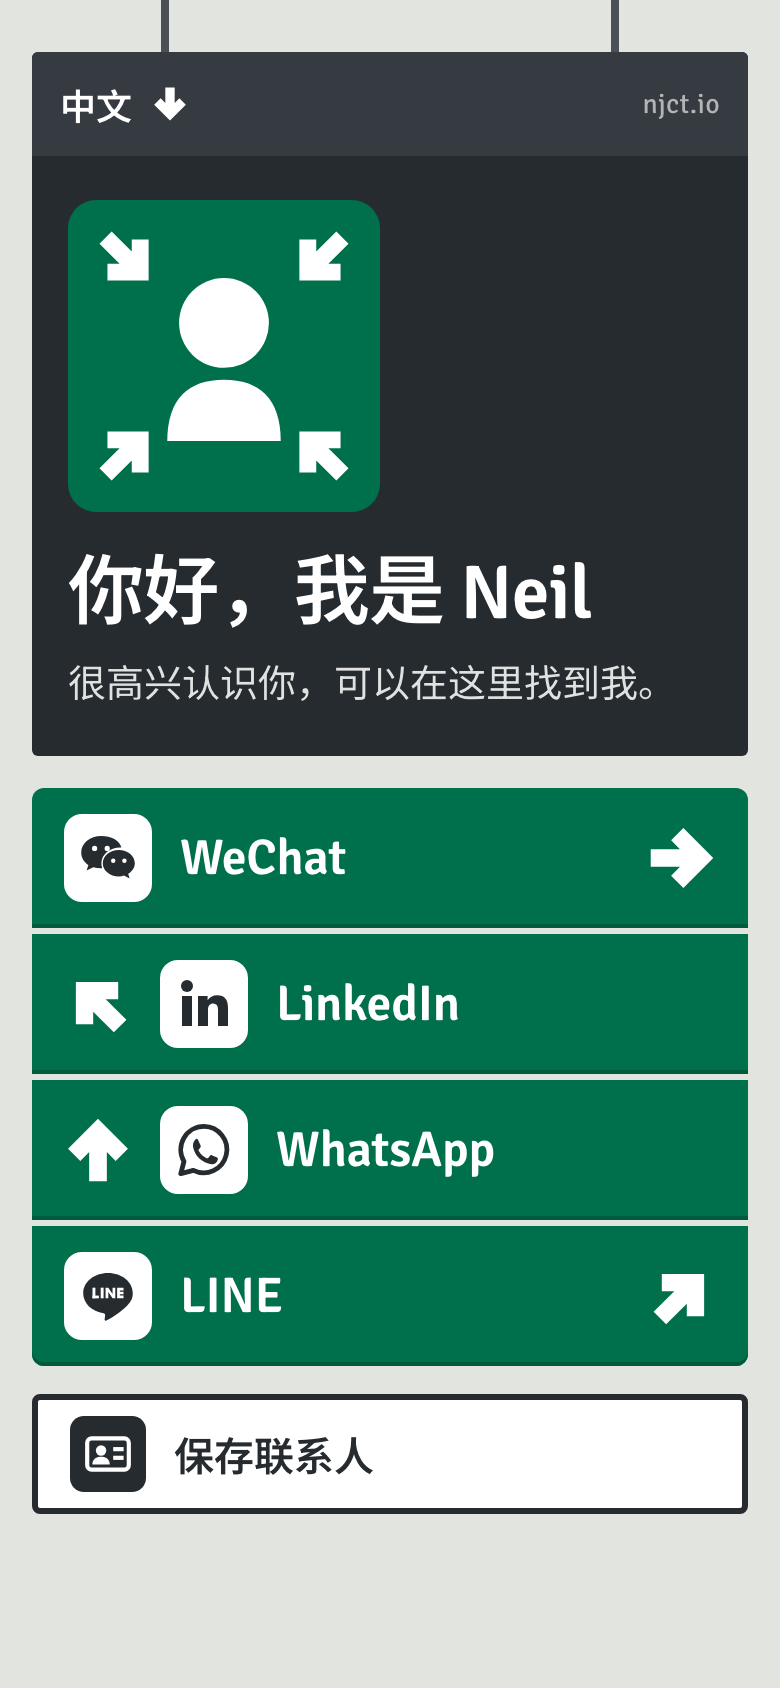 中文
njct.io
你好，我是 Neil
很高兴认识你，可以在这里找到我。
WeChat
in LinkedIn
WhatsApp
LINE LINE
保存联系人